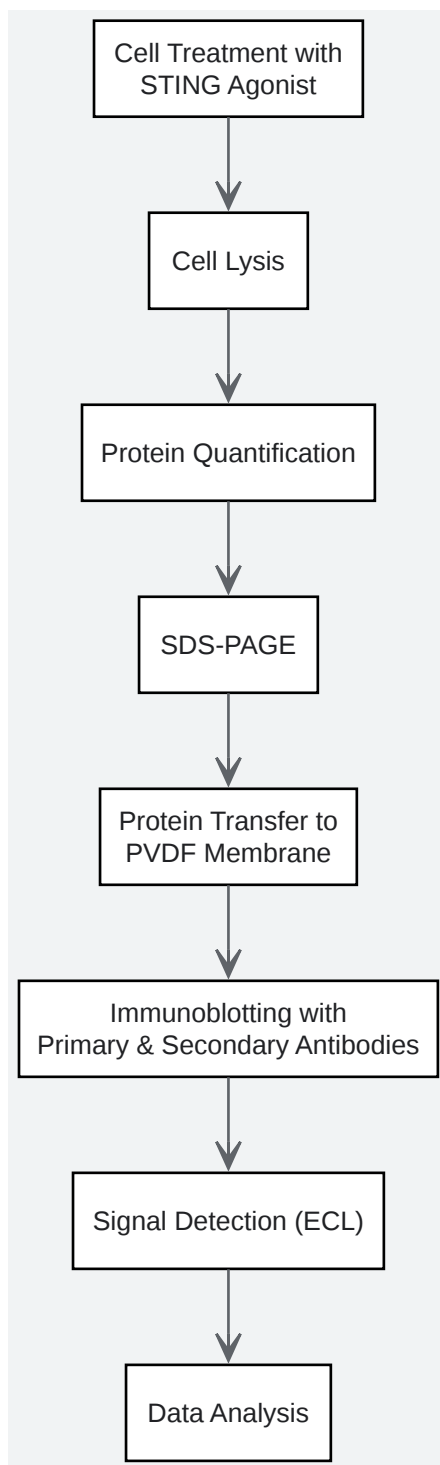 Cell Treatment with
STING Agonist
Cell Lysis
Protein Quantification
SDS-PAGE
Protein Transfer to
PVDF Membrane
Immunoblotting with
Primary & Secondary Antibodies
Signal Detection (ECL)
Data Analysis